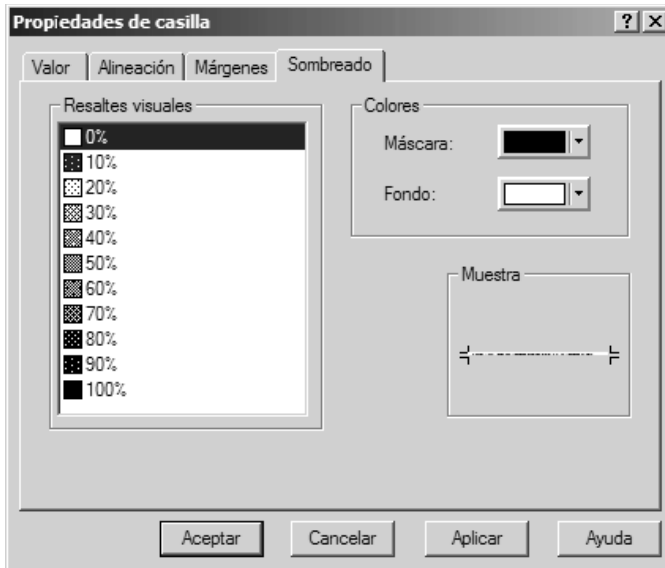 Propiedades de casilla
Valor
Alineación
Márgenes
Sombreado
Resaltes visuales
0%
10%
20%
30%
40%
50%
60%
70%
80%
90%
100%
Colores
Máscara:
Fondo:
Muestra
Aceptar
Cancelar
Aplicar
Ayuda